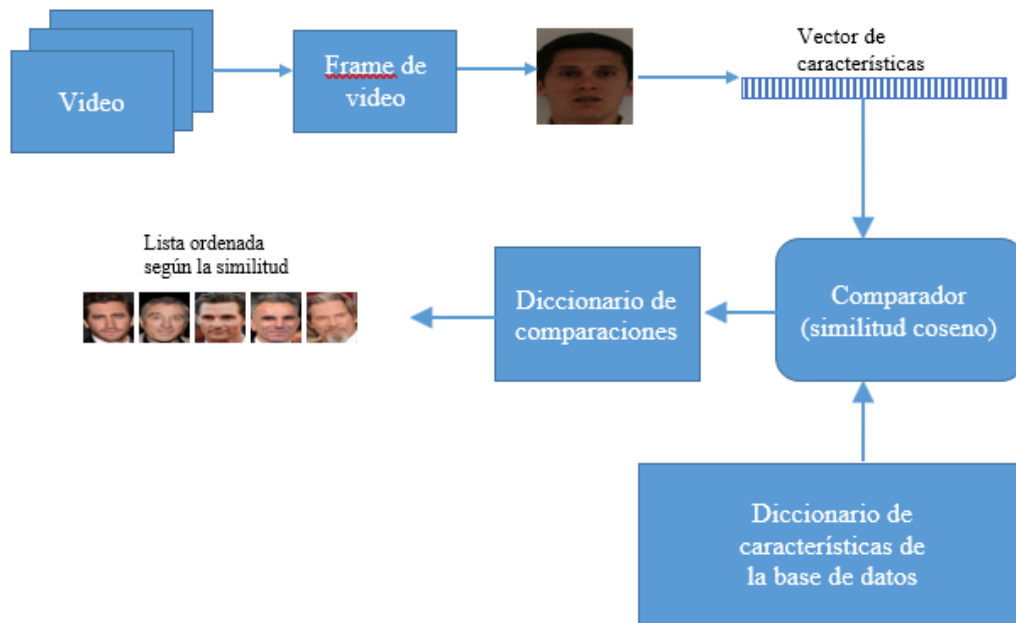 Video
Frame de
video
Vector de
características
Lista ordenada
según la similitud
Diccionario de
comparaciones
Comparador
(similitud coseno)
Diccionario de
características de
la base de datos